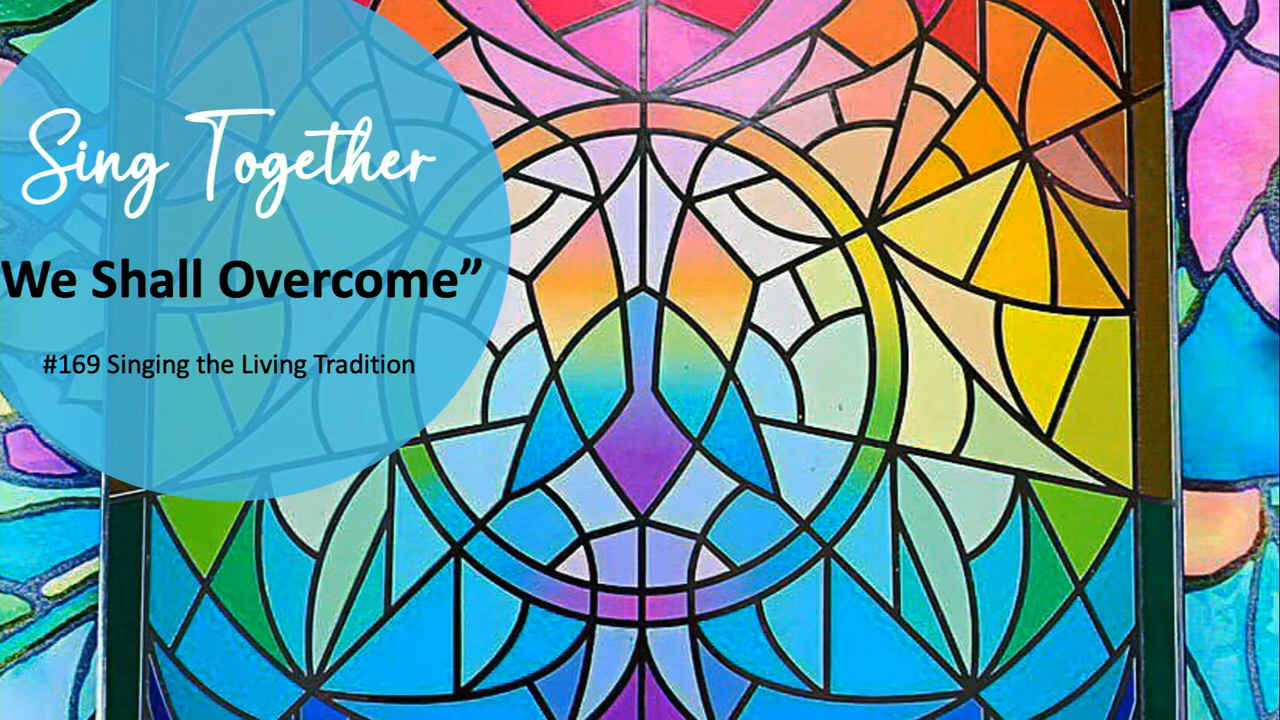 Sing Together
We Shall Overcome”
#169 Singing the Living Tradition